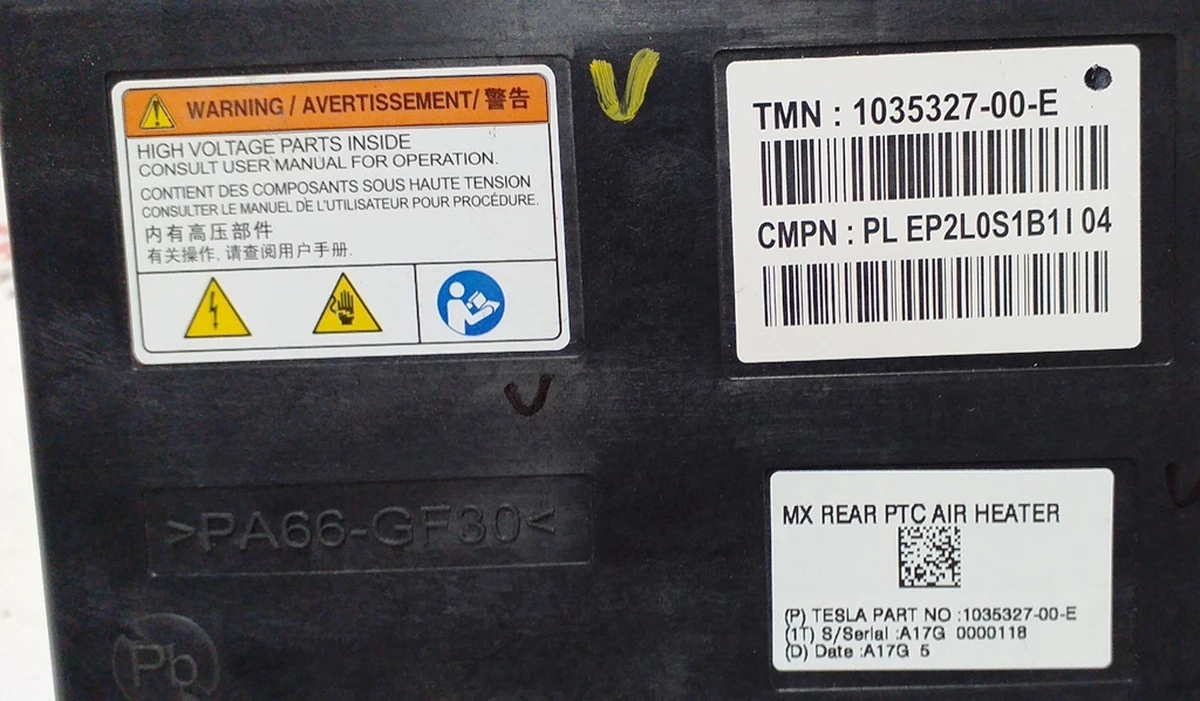 WARNING / AVERTISSEMENT/ 警告
HIGH VOLTAGE PARTS INSIDE
CONSULT USER MANUAL FOR OPERATION.
CONTIENT DES COMPOSANTS SOUS HAUTE TENSION
CONSULTER LE MANUEL DE L'UTILISATEUR POUR PROCÉDURE.
内有高压部件
有关操作, 请查阅用户手册.
TMN : 1035327-00-E
CMPN : PL EP2L0S1B1I 04
>PA66-GF30<
Pb
MX REAR PTC AIR HEATER
(P) TESLA PART NO :1035327-00-E
(1T) S/Serial :A17G 0000118
(D) Date :A17G 5